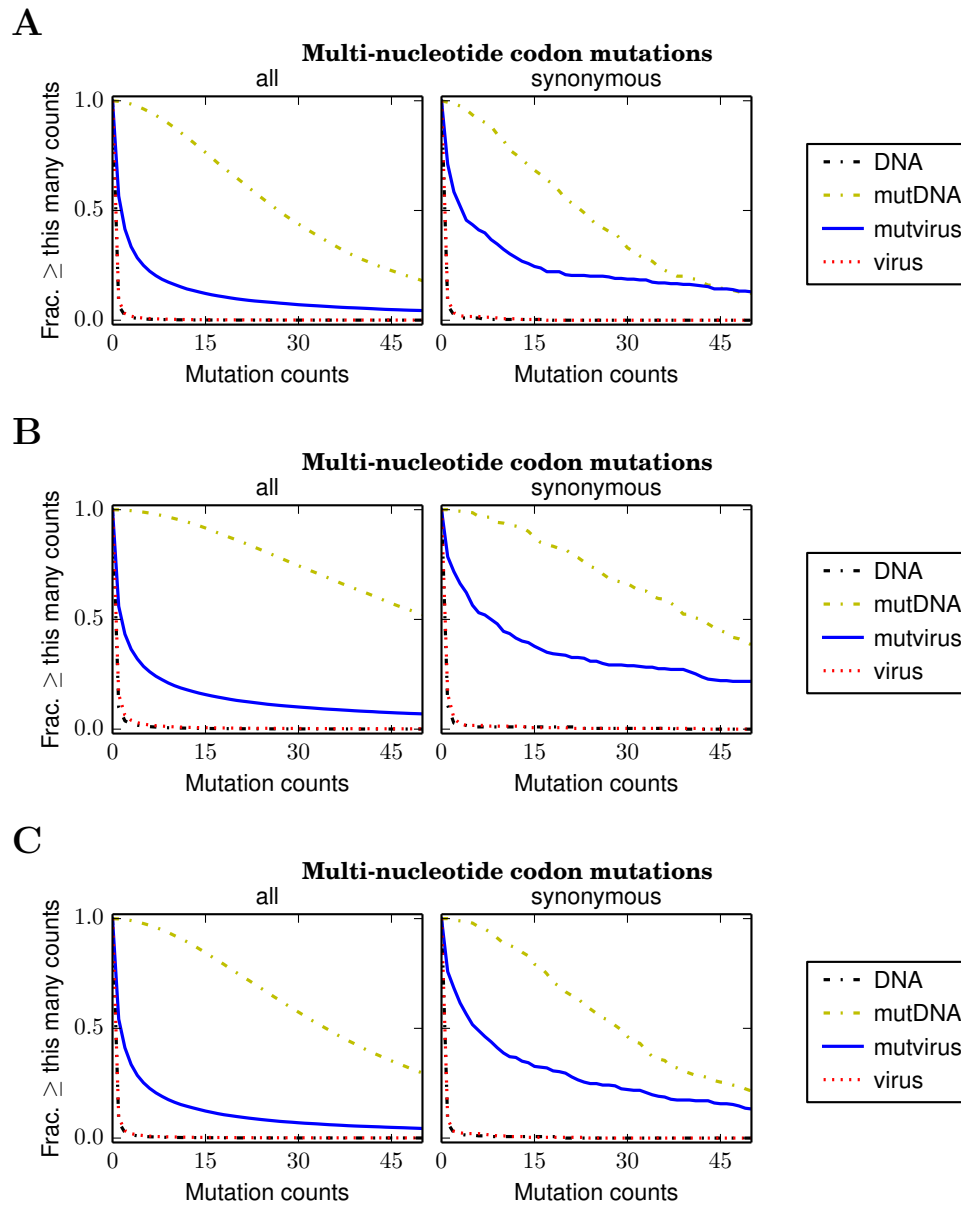 A
Multi-nucleotide codon mutations
all synonymous
Frac. ≥ this many counts
1.0
0.5
0.0
0 15 30 45 0 15 30 45
Mutation counts Mutation counts
DNA
mutDNA
mutvirus
virus
B
Multi-nucleotide codon mutations
all synonymous
Frac. ≥ this many counts
1.0
0.5
0.0
0 15 30 45 0 15 30 45
Mutation counts Mutation counts
DNA
mutDNA
mutvirus
virus
C
Multi-nucleotide codon mutations
all synonymous
Frac. ≥ this many counts
1.0
0.5
0.0
0 15 30 45 0 15 30 45
Mutation counts Mutation counts
DNA
mutDNA
mutvirus
virus